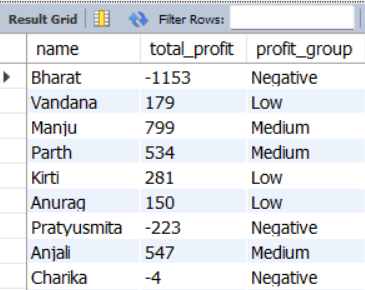 Result Grid Filter Rows:
name total_profit profit_group
Bharat -1153 Negative
Vandana 179 Low
Manju 799 Medium
Parth 534 Medium
Kirti 281 Low
Anurag 150 Low
Pratyusmita -223 Negative
Anjali 547 Medium
Charika -4 Negative